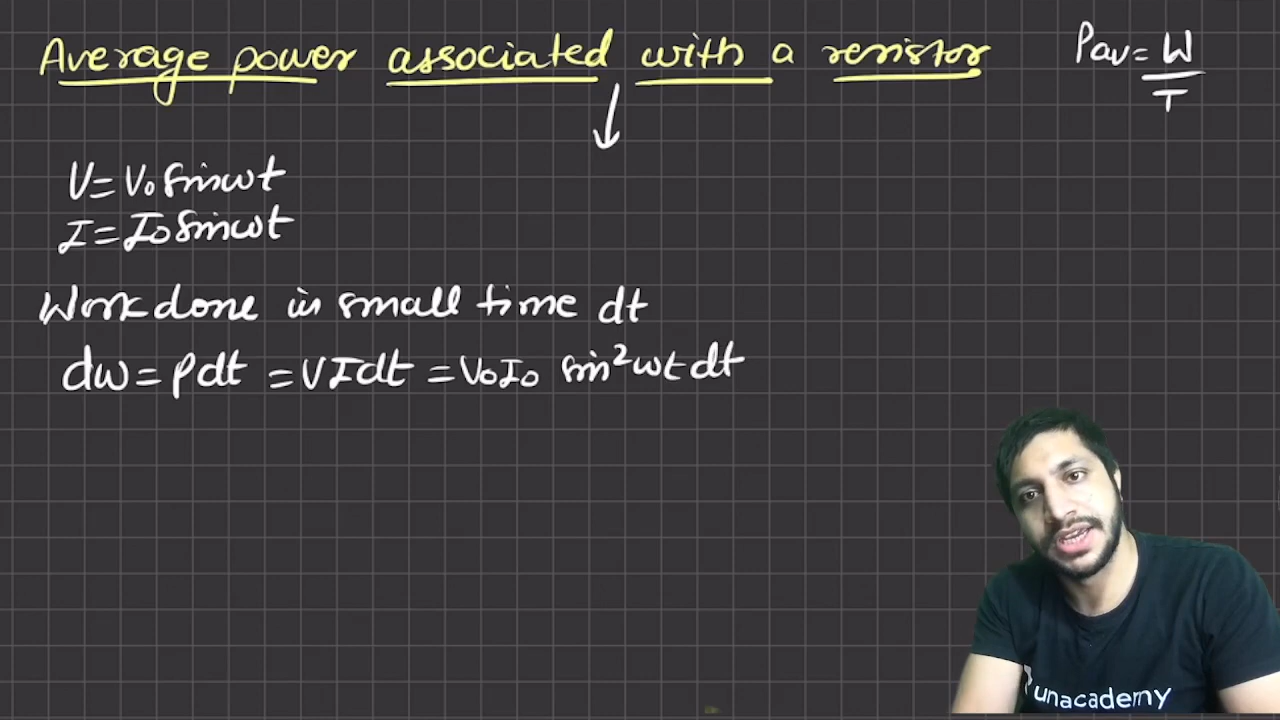 Average power associated with a resistor
Pav = W/T
V = V₀ sinωt
I = I₀ sinωt
Work done in small time dt
dw = Pdt = VIdt = V₀I₀ sin²ωt dt
unacademy